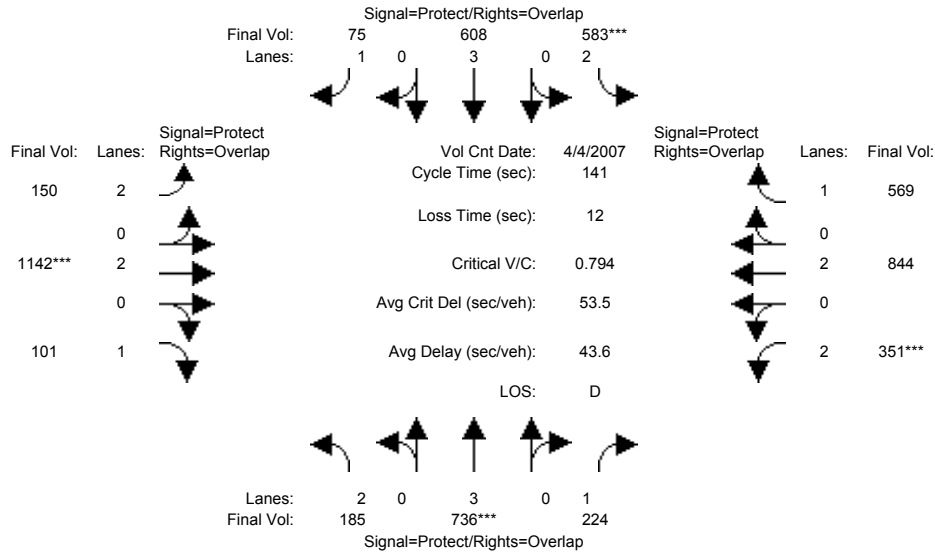 Signal=Protect/Rights=Overlap
Final Vol: 75 608 583***
Lanes: 1 0 3 0 2
Signal=Protect Signal=Protect
Final Vol: Lanes: Rights=Overlap Vol Cnt Date: 4/4/2007 Rights=Overlap Lanes: Final Vol:
Cycle Time (sec): 141
150 2 1 569
Loss Time (sec): 12
0 0
1142*** 2 Critical V/C: 0.794 2 844
0 Avg Crit Del (sec/veh): 53.5 0
101 1 Avg Delay (sec/veh): 43.6 2 351***
LOS: D
Lanes: 2 0 3 0 1
Final Vol: 185 736*** 224
Signal=Protect/Rights=Overlap